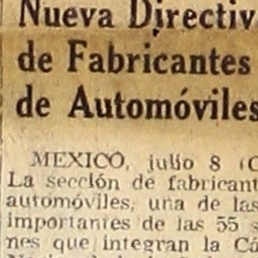 Nueva Directiv
de Fabricantes
de Automóviles
MEXICO, julio 8 (C
La sección de fabricant
automóviles, una de las
importantes de las 55 s
nes que integran la Cá